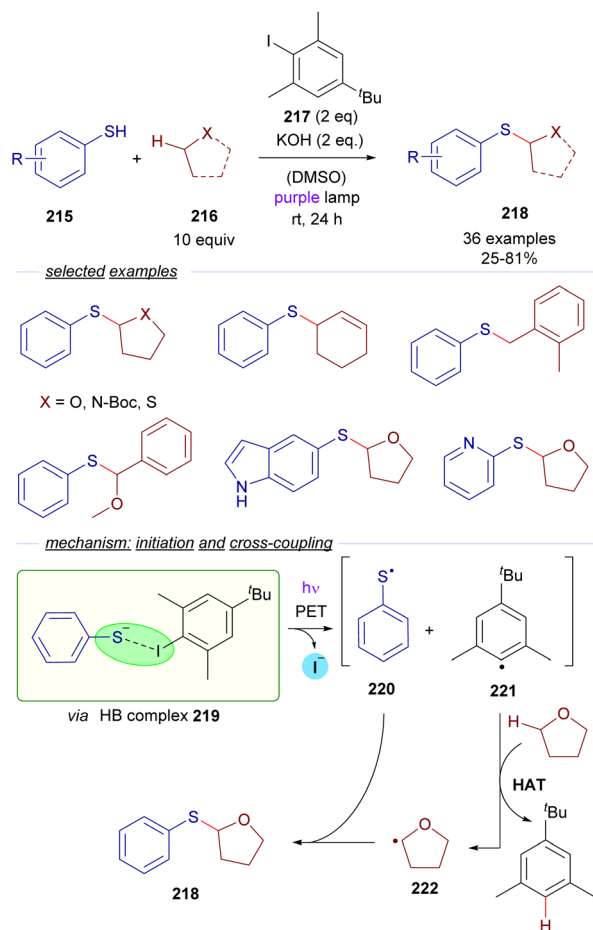 I
tBu
217 (2 eq)
KOH (2 eq.)
SH
R
+
H
X
(DMSO)
purple lamp
rt, 24 h
R
S
X
215
216
10 equiv
218
36 examples
25-81%
selected examples
S
X
S
S
X = O, N-Boc, S
S
O
S
O
NH
N
S
O
mechanism: initiation and cross-coupling
S−
I
tBu
hν
PET
I−
S•
+
tBu
•
via HB complex 219
220
221
H
O
HAT
S
O
218
•
O
222
tBu
H